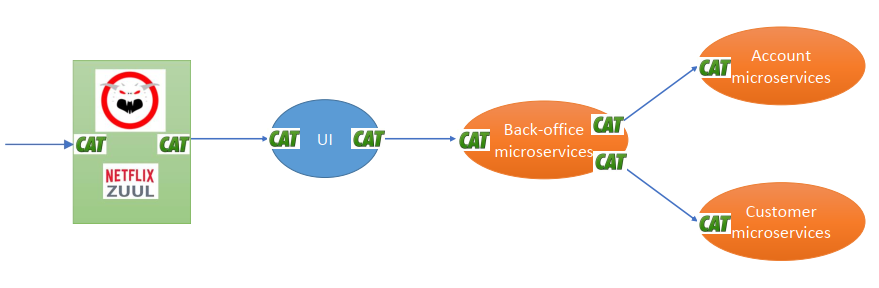 CAT
CAT
NETFLIX
ZUUL
CAT
UI
CAT
CAT
Back-office
microservices
CAT
CAT
CAT
Account
microservices
CAT
Customer
microservices